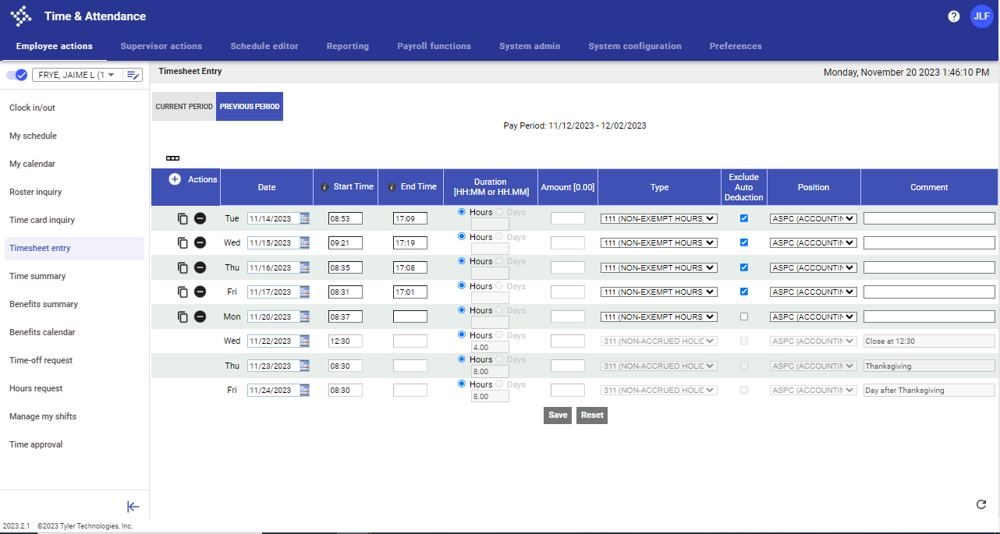 Time & Attendance
JLF
Employee actions Supervisor actions Schedule editor Reporting Payroll functions System admin System configuration Preferences
FRYE, JAIME L (1
Timesheet Entry Monday, November 20 2023 1:46:10 PM
Clock in/out
My schedule
My calendar
Roster inquiry
Time card inquiry
Timesheet entry
Time summary
Benefits summary
Benefits calendar
Time-off request
Hours request
Manage my shifts
Time approval
CURRENT PERIOD PREVIOUS PERIOD
Pay Period: 11/12/2023 - 12/02/2023
Actions Date Start Time End Time Duration [HH:MM or HH.MM] Amount [0.00] Type Exclude Auto Deduction Position Comment
Tue 11/14/2023 08:53 17:09 Hours Days 111 (NON-EXEMPT HOURS ASPC (ACCOUNTIN
Wed 11/15/2023 09:21 17:19 Hours Days 111 (NON-EXEMPT HOURS ASPC (ACCOUNTIN
Thu 11/16/2023 08:35 17:08 Hours Days 111 (NON-EXEMPT HOURS ASPC (ACCOUNTIN
Fri 11/17/2023 08:31 17:01 Hours Days 111 (NON-EXEMPT HOURS ASPC (ACCOUNTIN
Mon 11/20/2023 08:37 Hours Days 111 (NON-EXEMPT HOURS ASPC (ACCOUNTIN
Wed 11/22/2023 12:30 Hours Days 4.00 311 (NON-ACCRUED HOLID ASPC (ACCOUNTIN Close at 12:30
Thu 11/23/2023 08:30 Hours Days 8.00 311 (NON-ACCRUED HOLID ASPC (ACCOUNTIN Thanksgiving
Fri 11/24/2023 08:30 Hours Days 8.00 311 (NON-ACCRUED HOLID ASPC (ACCOUNTIN Day after Thanksgiving
Save Reset
2023.2.1 ©2023 Tyler Technologies, Inc.